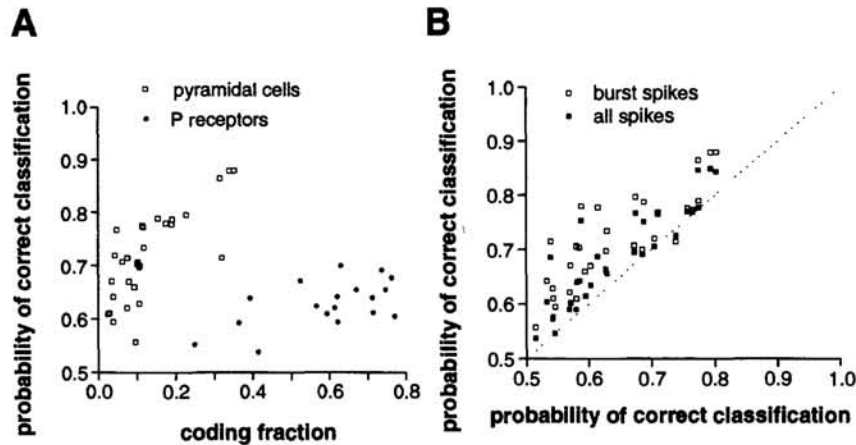 A
pyramidal cells
P receptors
probability of correct classification
1.0
0.9
0.8
0.7
0.6
0.5
0.0
0.2
0.4
0.6
0.8
coding fraction
B
burst spikes
all spikes
probability of correct classification
1.0
0.9
0.8
0.7
0.6
0.5
0.5
0.6
0.7
0.8
0.9
1.0
probability of correct classification